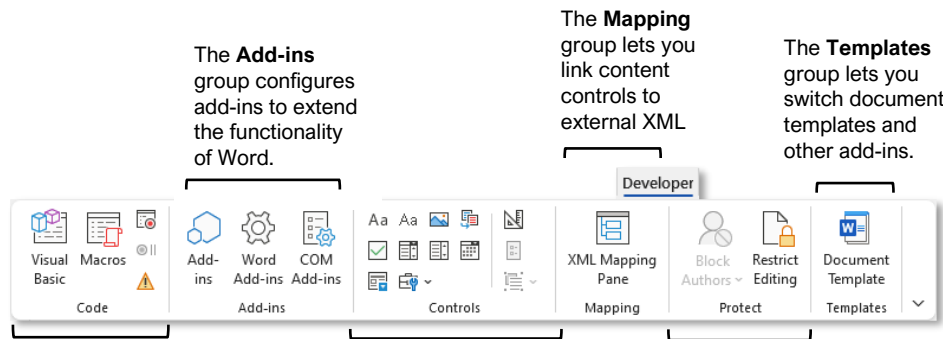 The Add-ins
group configures
add-ins to extend
the functionality
of Word.
The Mapping
group lets you
link content
controls to
external XML
The Templates
group lets you
switch document
templates and
other add-ins.
Developer
Visual
Basic
Macros
Code
Add-
ins
Word
Add-ins
COM
Add-ins
Add-ins
Aa Aa
Controls
XML Mapping
Pane
Mapping
Block
Authors
Restrict
Editing
Protect
Document
Template
Templates